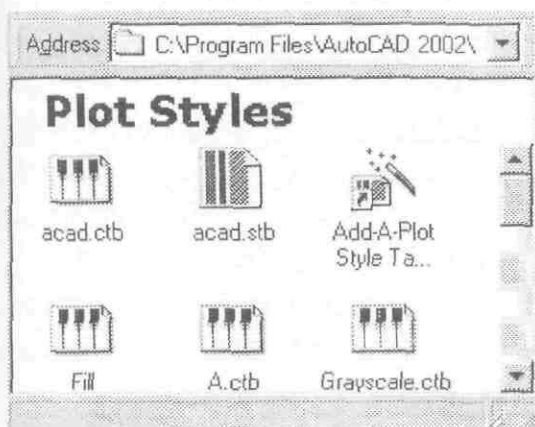 Address C:\Program Files\AutoCAD 2002\
Plot Styles
acad.ctb acad.stb Add-A-Plot
Style Ta...
Fill A.ctb Grayscale.ctb